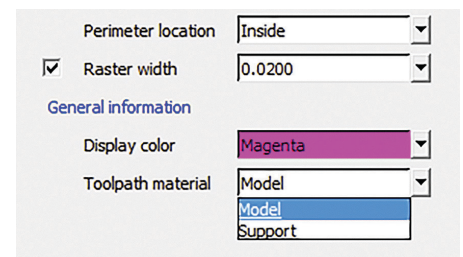 Perimeter location Inside
Raster width 0.0200
General information
Display color Magenta
Toolpath material Model
Model
Support